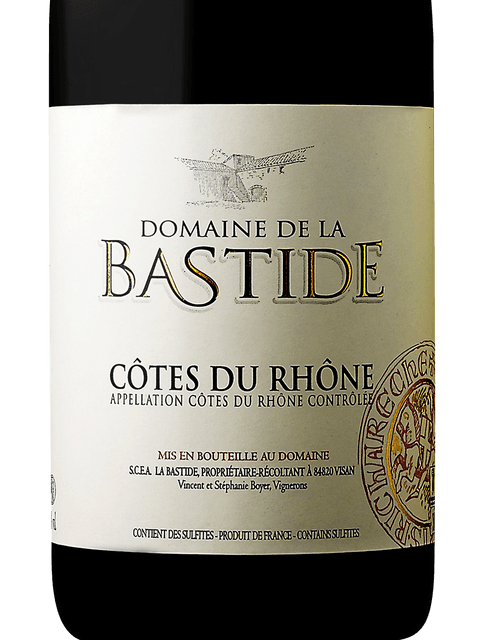 DOMAINE DE LA
BASTIDE
CÔTES DU RHÔNE
APPELLATION CÔTES DU RHÔNE CONTRÔLÉE
MIS EN BOUTEILLE AU DOMAINE
S.C.E.A. LA BASTIDE, PROPRIÉTAIRE-RÉCOLTANT À 84820 VISAN
Vincent et Stéphanie Boyer, Vignerons
CONTIENT DES SULFITES - PRODUIT DE FRANCE - CONTAINS SULFITES